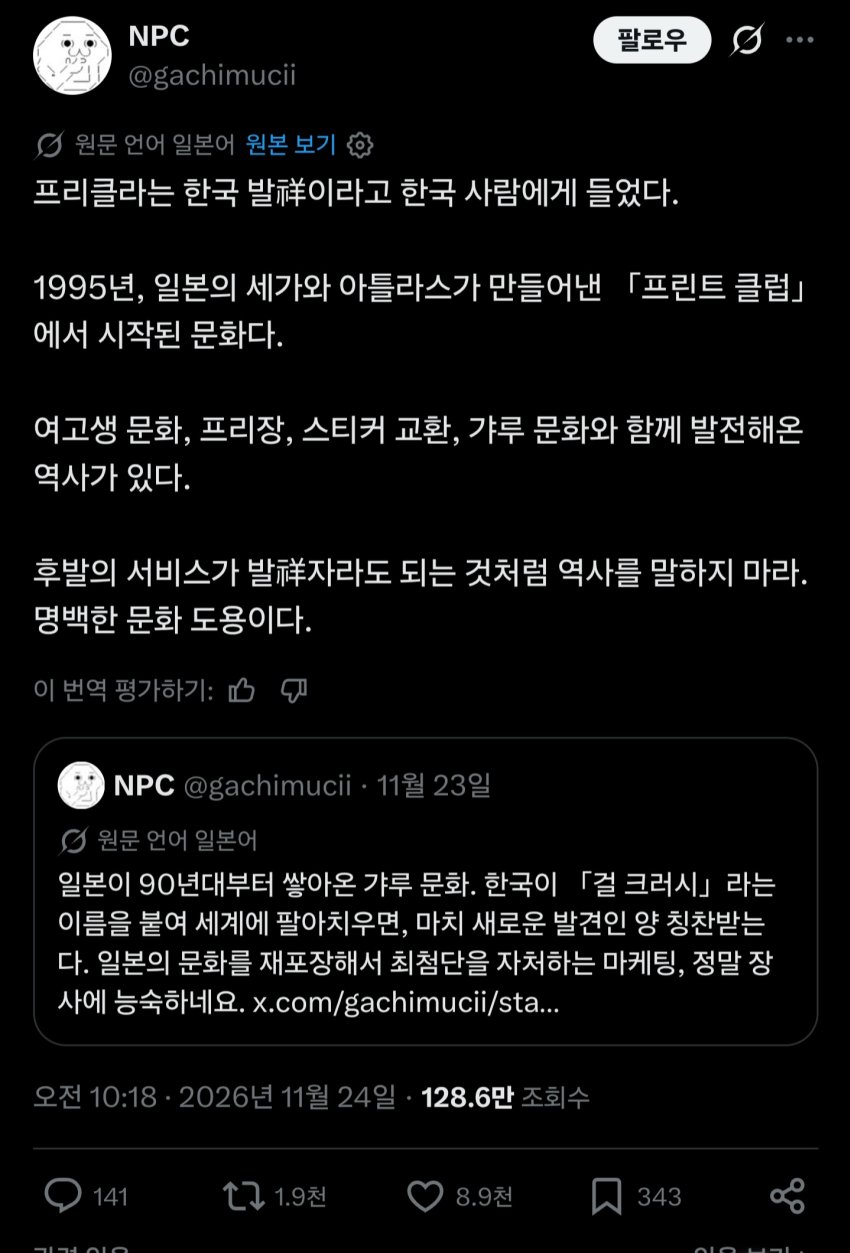 NPC
@gachimucii
팔로우
원문 언어 일본어 원본 보기
프리클라는 한국 발祥이라고 한국 사람에게 들었다.
1995년, 일본의 세가와 아틀라스가 만들어낸 「프린트 클럽」
에서 시작된 문화다.
여고생 문화, 프리장, 스티커 교환, 갸루 문화와 함께 발전해온
역사가 있다.
후발의 서비스가 발祥자라도 되는 것처럼 역사를 말하지 마라.
명백한 문화 도용이다.
이 번역 평가하기:
NPC @gachimucii · 11월 23일
원문 언어 일본어
일본이 90년대부터 쌓아온 갸루 문화. 한국이 「걸 크러시」라는
이름을 붙여 세계에 팔아치우면, 마치 새로운 발견인 양 칭찬받는
다. 일본의 문화를 재포장해서 최첨단을 자처하는 마케팅, 정말 장
사에 능숙하네요. x.com/gachimucii/sta...
오전 10:18 · 2026년 11월 24일 · 128.6만 조회수
141 1.9천 8.9천 343